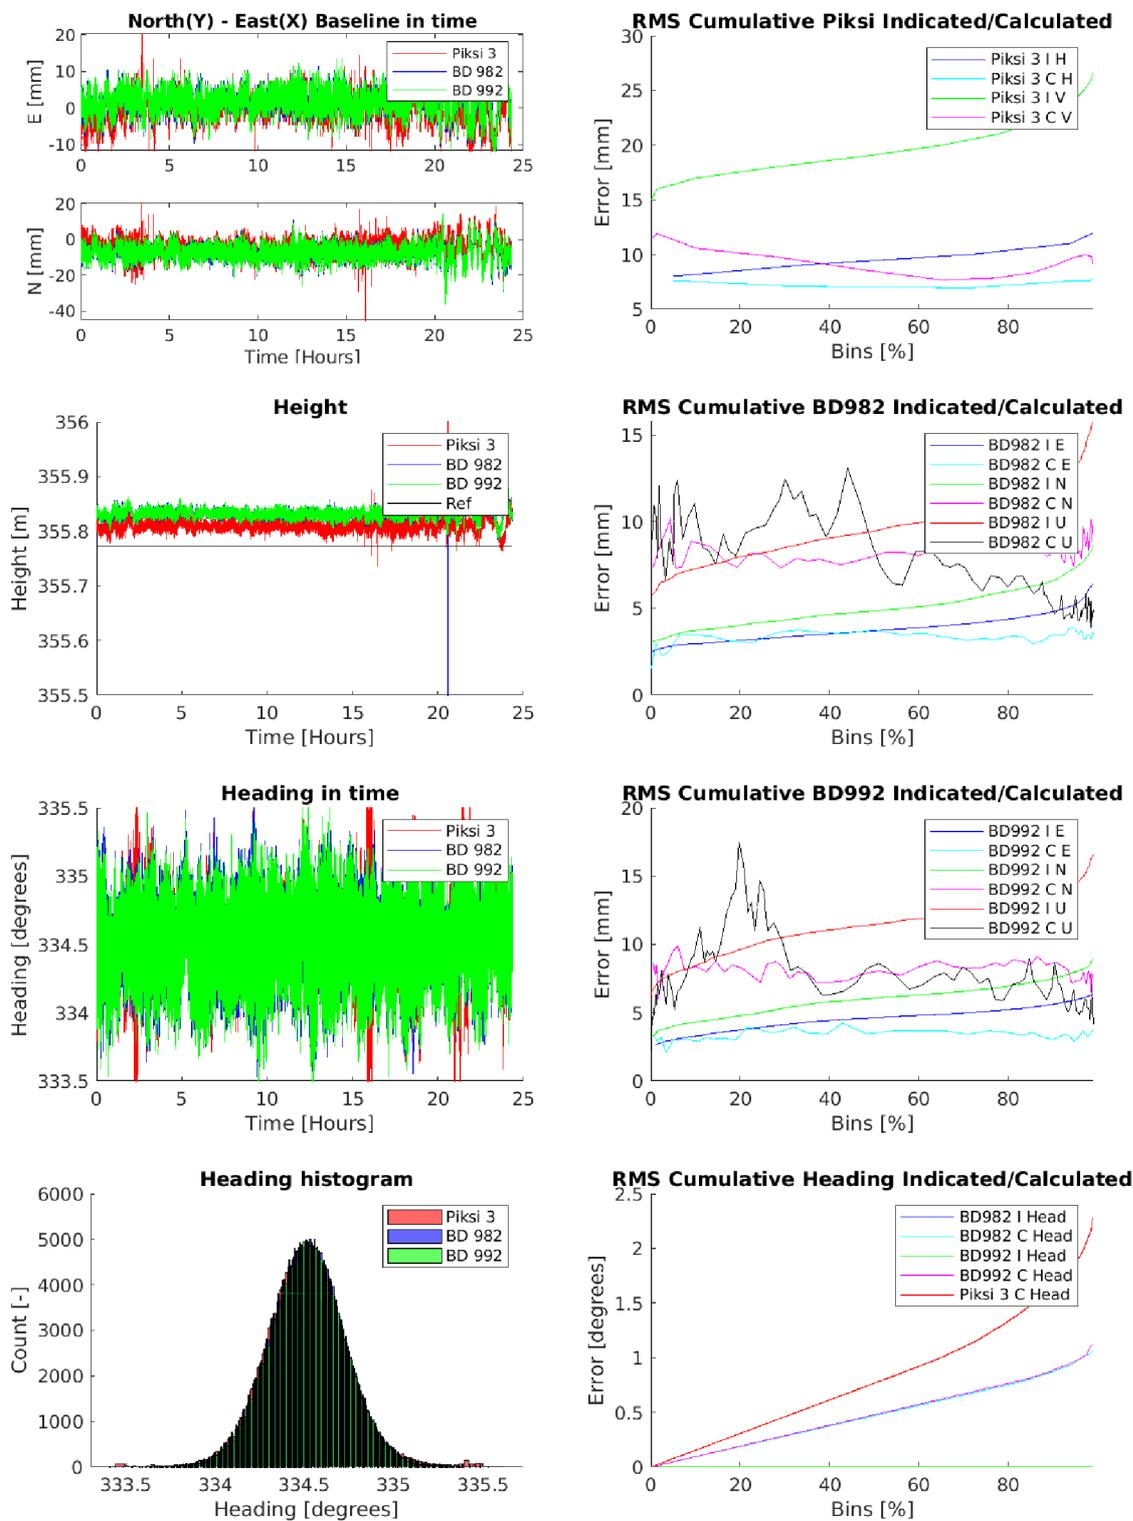 North(Y) - East(X) Baseline in time
20
10
0
-10
E [mm]
Piksi 3
BD 982
BD 992
0 5 10 15 20 25
20
0
-20
-40
N [mm]
0 5 10 15 20 25
Time [Hours]
RMS Cumulative Piksi Indicated/Calculated
30
25
20
15
10
5
Error [mm]
Piksi 3 I H
Piksi 3 C H
Piksi 3 I V
Piksi 3 C V
0 20 40 60 80
Bins [%]
Height
356
355.9
355.8
355.7
355.6
355.5
Height [m]
Piksi 3
BD 982
BD 992
Ref
0 5 10 15 20 25
Time [Hours]
RMS Cumulative BD982 Indicated/Calculated
15
10
5
0
Error [mm]
BD982 I E
BD982 C E
BD982 I N
BD982 C N
BD982 I U
BD982 C U
0 20 40 60 80
Bins [%]
Heading in time
335.5
335
334.5
334
333.5
Heading [degrees]
Piksi 3
BD 982
BD 992
0 5 10 15 20 25
Time [Hours]
RMS Cumulative BD992 Indicated/Calculated
20
15
10
5
0
Error [mm]
BD992 I E
BD992 C E
BD992 I N
BD992 C N
BD992 I U
BD992 C U
0 20 40 60 80
Bins [%]
Heading histogram
6000
5000
4000
3000
2000
1000
0
Count [-]
Piksi 3
BD 982
BD 992
333.5 334 334.5 335 335.5
Heading [degrees]
RMS Cumulative Heading Indicated/Calculated
2.5
2
1.5
1
0.5
0
Error [degrees]
BD982 I Head
BD982 C Head
BD992 I Head
BD992 C Head
Piksi 3 C Head
0 20 40 60 80
Bins [%]